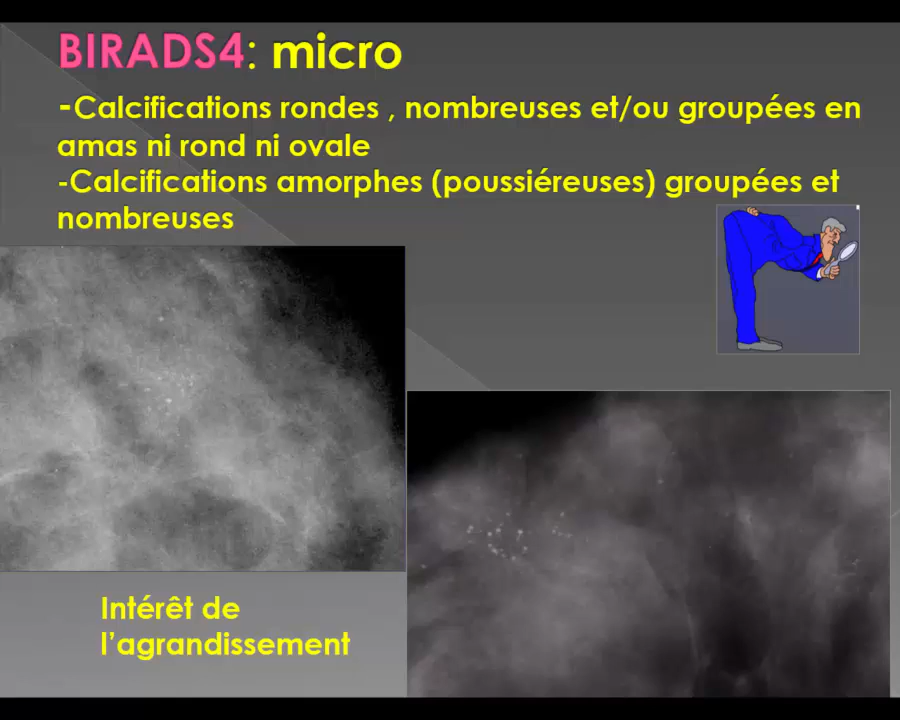 BIRADS4: micro
-Calcifications rondes , nombreuses et/ou groupées en
amas ni rond ni ovale
-Calcifications amorphes (poussiéreuses) groupées et
nombreuses
Intérêt de
l'agrandissement